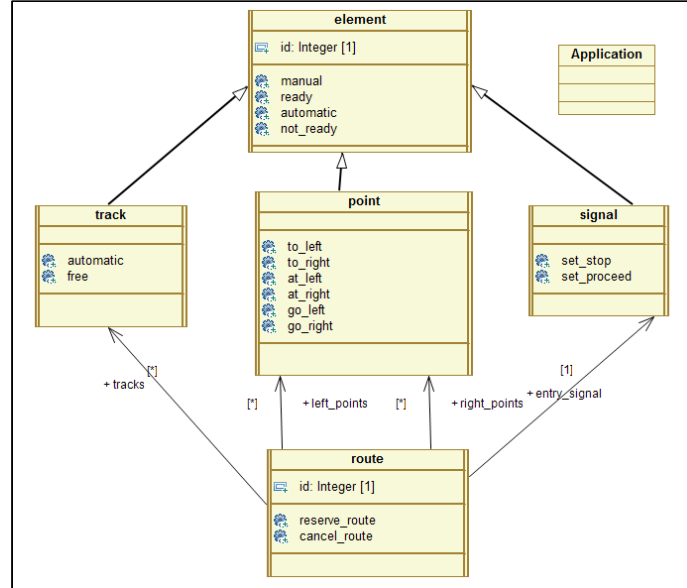 element
id: Integer [1]
manual
ready
automatic
not_ready
Application
track
automatic
free
point
to_left
to_right
at_left
at_right
go_left
go_right
signal
set_stop
set_proceed
[*]
+ tracks
[*]
+ left_points
[*]
+ right_points
[1]
+ entry_signal
route
id: Integer [1]
reserve_route
cancel_route